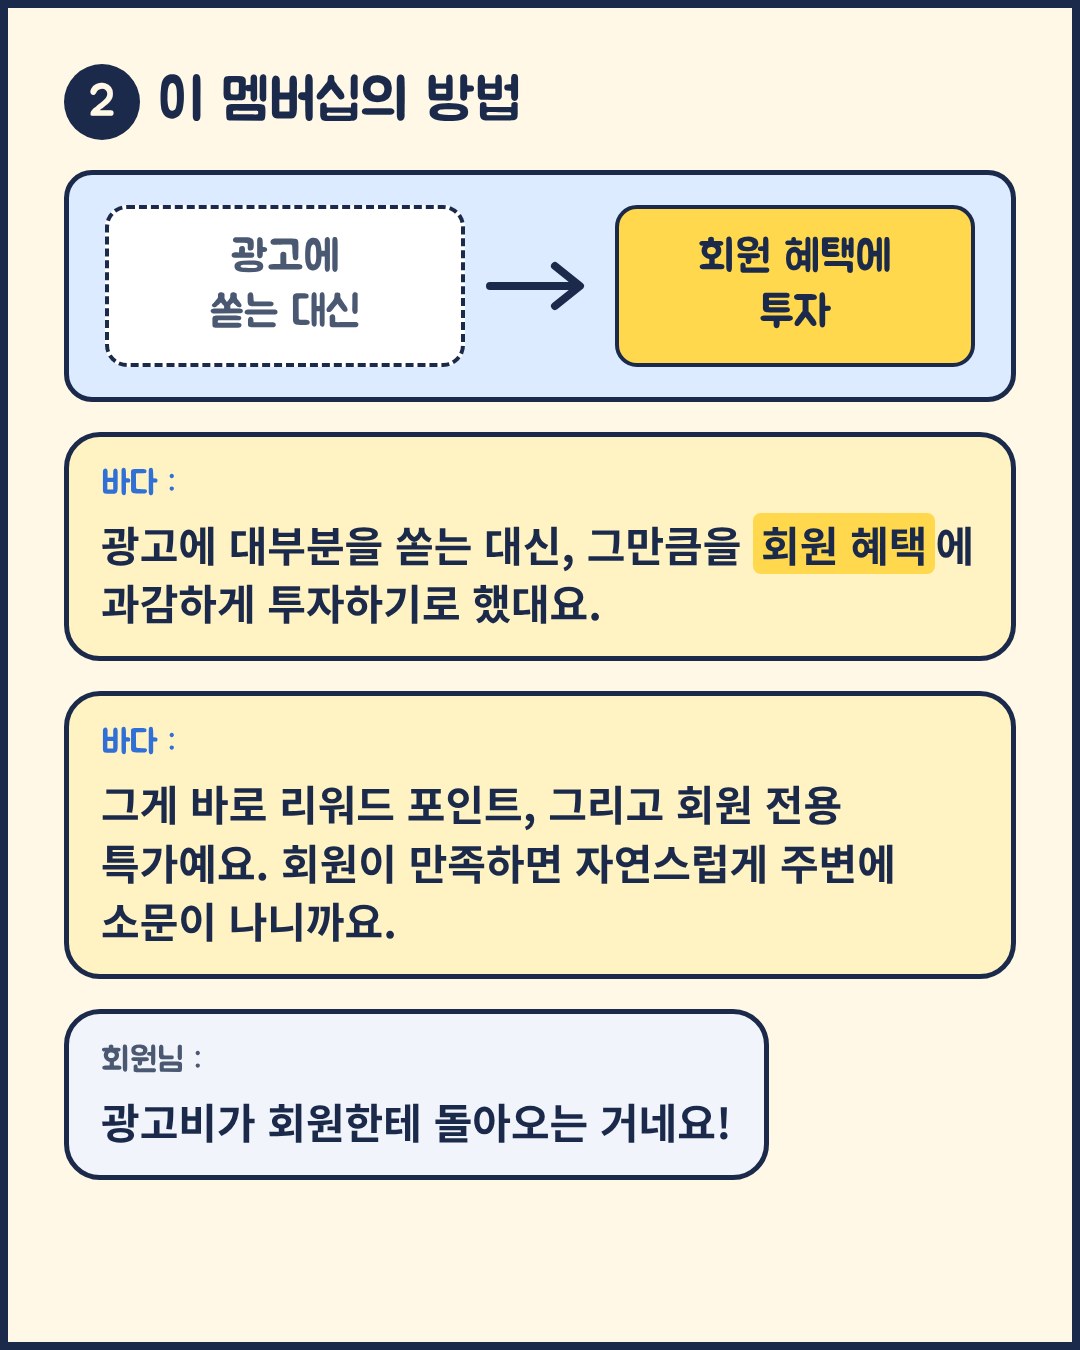 2 이 멤버십의 방법
광고에
쏟는 대신
회원 혜택에
투자
바다 :
광고에 대부분을 쏟는 대신, 그만큼을 회원 혜택에
과감하게 투자하기로 했대요.
바다 :
그게 바로 리워드 포인트, 그리고 회원 전용
특가예요. 회원이 만족하면 자연스럽게 주변에
소문이 나니까요.
회원님 :
광고비가 회원한테 돌아오는 거네요!